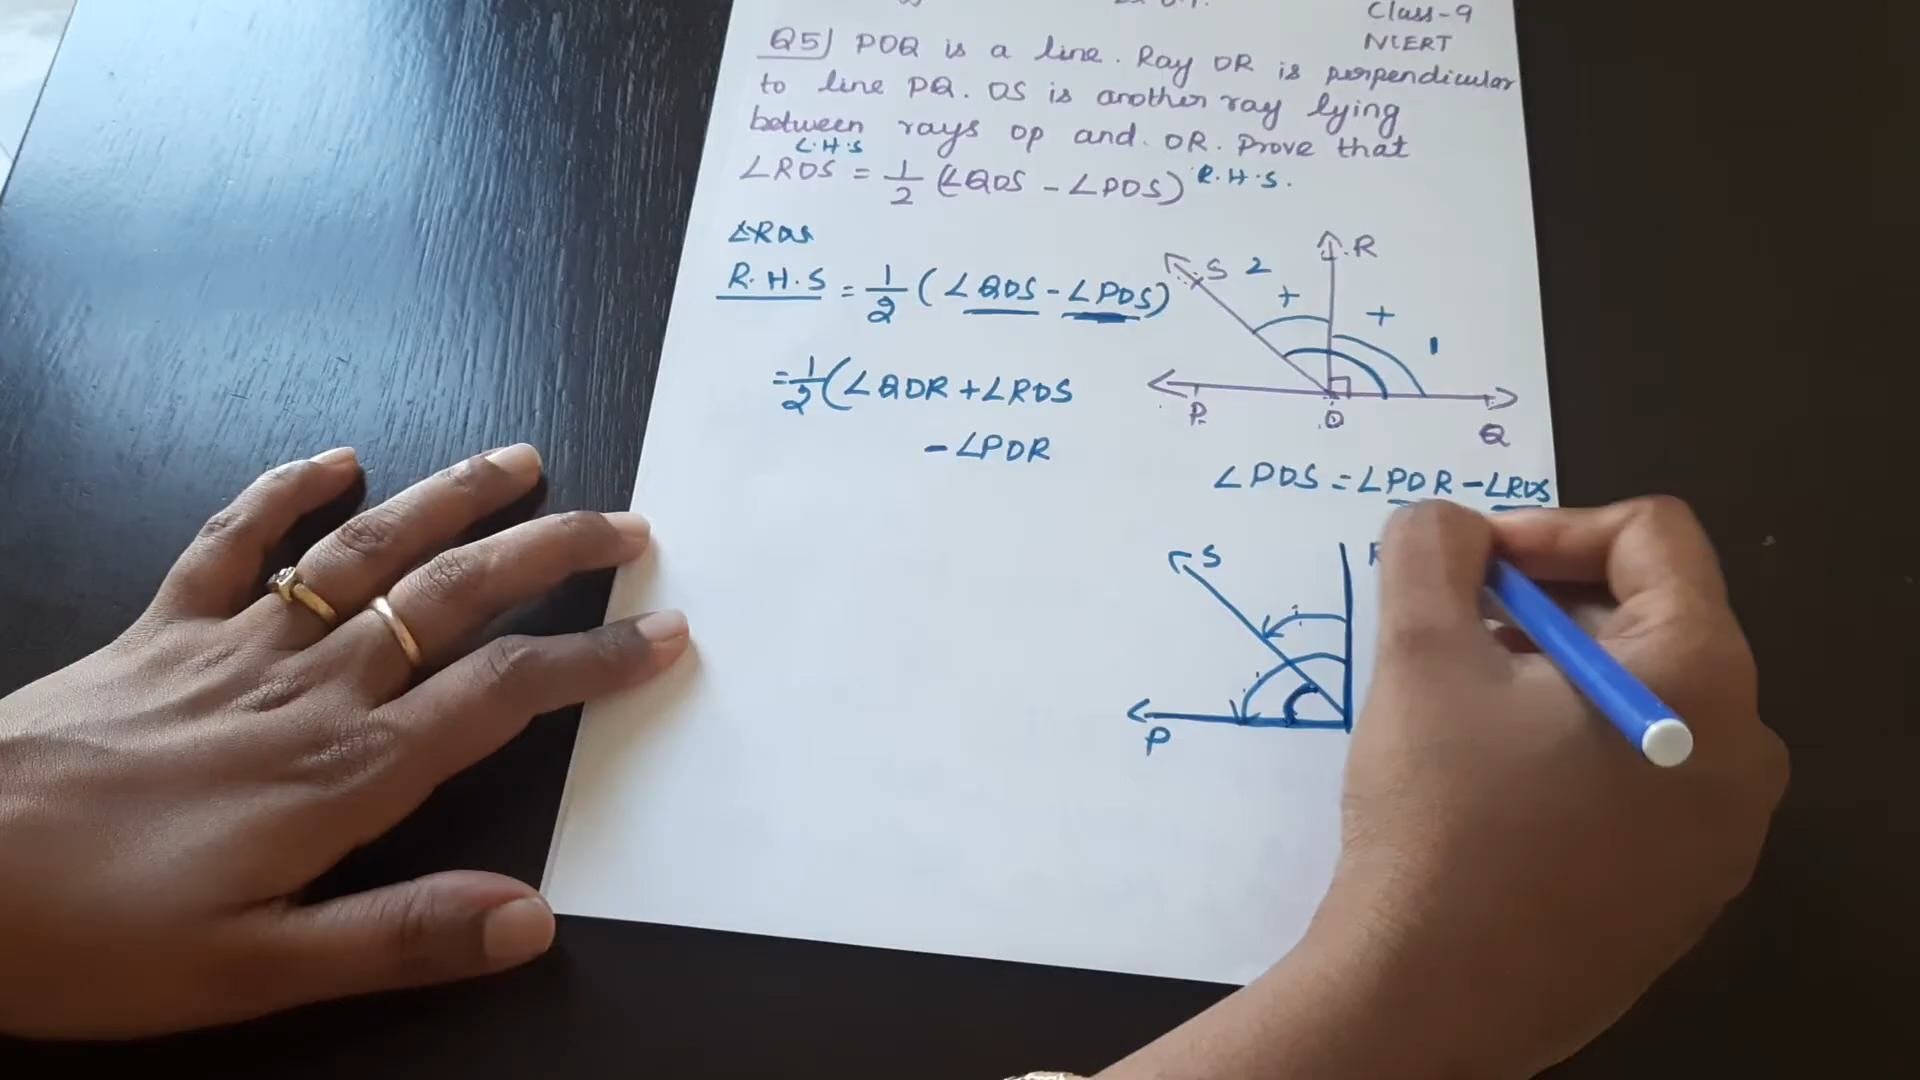 Class-9
NCERT
Q5) POQ is a line. Ray OR is perpendicular
to line PQ. OS is another ray lying
between rays op and OR. Prove that
L.H.S
∠ROS = 1/2 (∠QOS - ∠POS) R.H.S.
∠ROS
R.H.S = 1/2 (∠QOS - ∠POS)
= 1/2 (∠QOR + ∠ROS
- ∠POR
R
S
2
+
+
1
P
O
Q
∠POS = ∠POR - ∠ROS
S
R
P